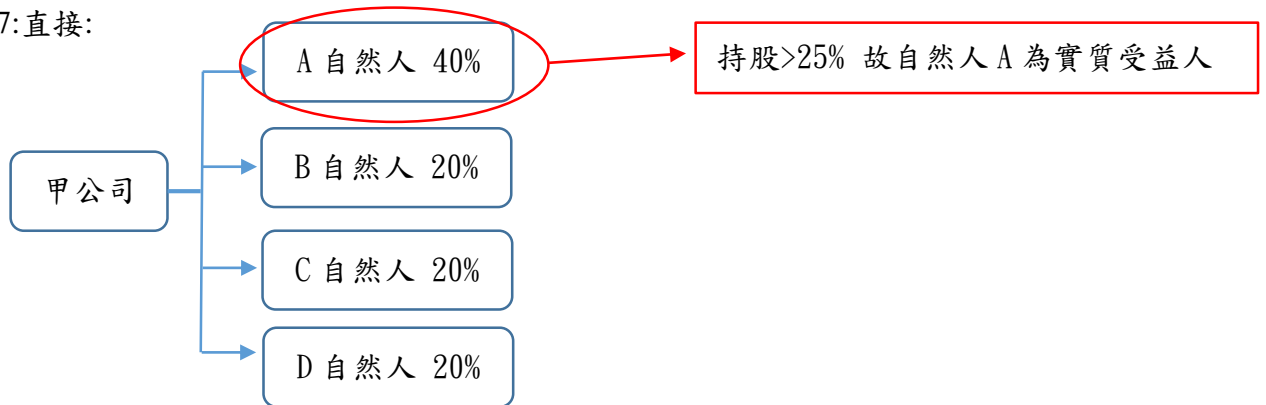 7:直接:
A 自然人 40%
持股>25% 故自然人 A 為實質受益人
B 自然人 20%
甲公司
C 自然人 20%
D 自然人 20%